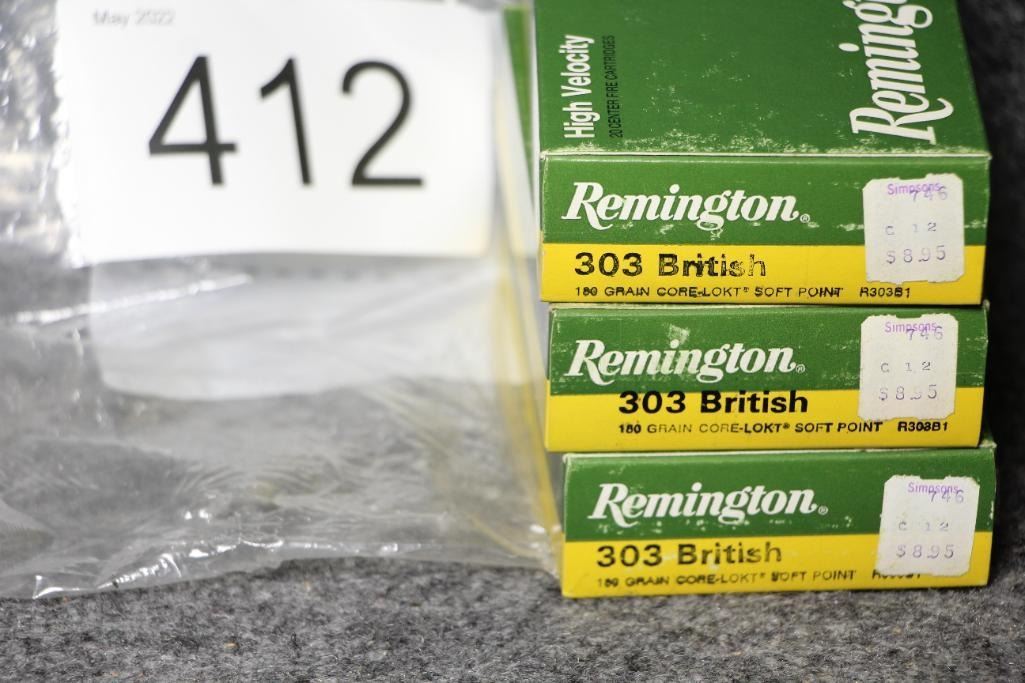 May 2022
412
High Velocity
20 CENTER FIRE CARTRIDGES
Remington
Remington®
303 British
180 GRAIN CORE-LOKT® SOFT POINT R303B1
Simpsons
746
C 12
$8.95
Remington®
303 British
180 GRAIN CORE-LOKT® SOFT POINT R303B1
Simpsons
746
C 12
$8.95
Remington®
303 British
180 GRAIN CORE-LOKT® SOFT POINT
Simpsons
746
C 12
$8.95